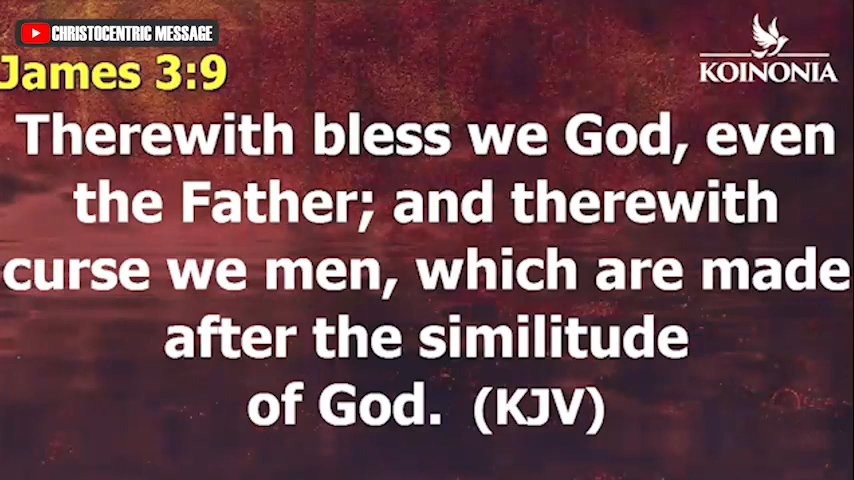 CHRISTOCENTRIC MESSAGE
KOINONIA
James 3:9
Therewith bless we God, even
the Father; and therewith
curse we men, which are made
after the similitude
of God. (KJV)